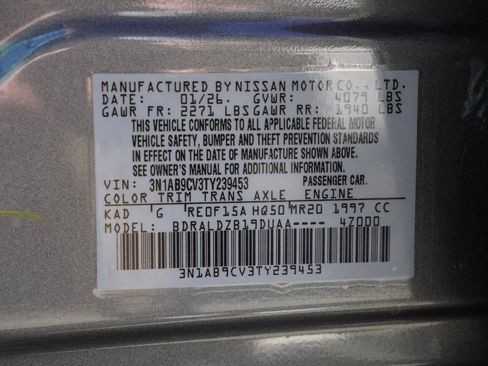 MANUFACTURED BY NISSAN MOTOR CO., LTD.
DATE: 01/26. GVWR: 4079 LBS
GAWR FR: 2271 LBS GAWR RR: 1940 LBS
THIS VEHICLE CONFORMS TO ALL APPLICABLE FEDERAL MOTOR
VEHICLE SAFETY, BUMPER AND THEFT PREVENTION STANDARDS
IN EFFECT ON THE DATE OF MANUFACTURE SHOWN ABOVE.
SEE OWNER'S MANUAL FOR ADDITIONAL INFORMATION
VIN: 3N1AB9CV3TY239453 PASSENGER CAR.
COLOR TRIM TRANS AXLE ENGINE
KAD G RE0F15A HQ50 MR20 1997 CC
MODEL: BDRALDZB19DUAA---- 4Z000
3N1AB9CV3TY239453